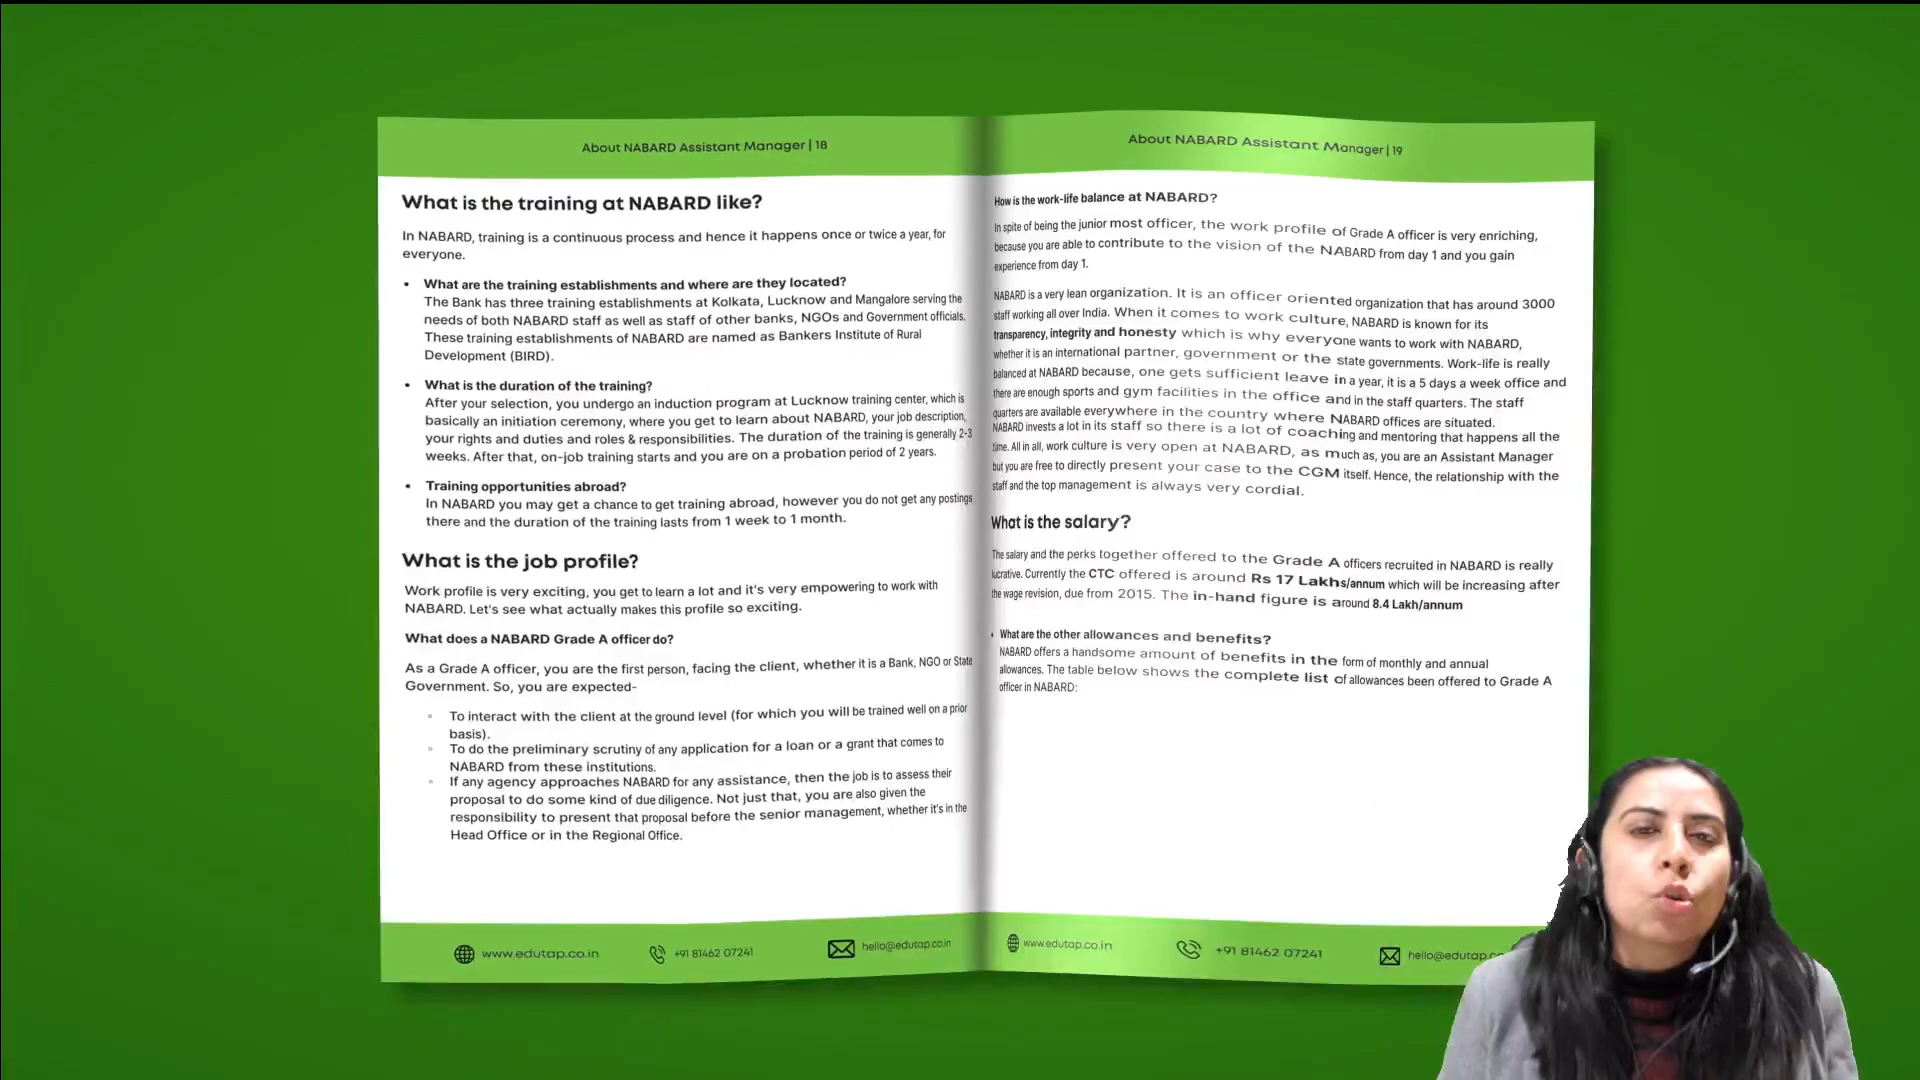 About NABARD Assistant Manager | 18
What is the training at NABARD like?
In NABARD, training is a continuous process and hence it happens once or twice a year, for
everyone.
• What are the training establishments and where are they located?
The Bank has three training establishments at Kolkata, Lucknow and Mangalore serving the
needs of both NABARD staff as well as staff of other banks, NGOs and Government officials.
These training establishments of NABARD are named as Bankers Institute of Rural
Development (BIRD).
• What is the duration of the training?
After your selection, you undergo an induction program at Lucknow training center, which is
basically an initiation ceremony, where you get to learn about NABARD, your job description,
your rights and duties and roles & responsibilities. The duration of the training is generally 2-3
weeks. After that, on-job training starts and you are on a probation period of 2 years.
• Training opportunities abroad?
In NABARD you may get a chance to get training abroad, however you do not get any postings
there and the duration of the training lasts from 1 week to 1 month.
What is the job profile?
Work profile is very exciting, you get to learn a lot and it's very empowering to work with
NABARD. Let's see what actually makes this profile so exciting.
What does a NABARD Grade A officer do?
As a Grade A officer, you are the first person, facing the client, whether it is a Bank, NGO or State
Government. So, you are expected-
◦ To interact with the client at the ground level (for which you will be trained well on a prior
basis).
◦ To do the preliminary scrutiny of any application for a loan or a grant that comes to
NABARD from these institutions.
◦ If any agency approaches NABARD for any assistance, then the job is to assess their
proposal to do some kind of due diligence. Not just that, you are also given the
responsibility to present that proposal before the senior management, whether it's in the
Head Office or in the Regional Office.
www.edutap.co.in +91 81462 07241 hello@edutap.co.in
About NABARD Assistant Manager | 19
How is the work-life balance at NABARD?
In spite of being the junior most officer, the work profile of Grade A officer is very enriching,
because you are able to contribute to the vision of the NABARD from day 1 and you gain
experience from day 1.
NABARD is a very lean organization. It is an officer oriented organization that has around 3000
staff working all over India. When it comes to work culture, NABARD is known for its
transparency, integrity and honesty which is why everyone wants to work with NABARD,
whether it is an international partner, government or the state governments. Work-life is really
balanced at NABARD because, one gets sufficient leave in a year, it is a 5 days a week office and
there are enough sports and gym facilities in the office and in the staff quarters. The staff
quarters are available everywhere in the country where NABARD offices are situated.
NABARD invests a lot in its staff so there is a lot of coaching and mentoring that happens all the
time. All in all, work culture is very open at NABARD, as much as, you are an Assistant Manager
but you are free to directly present your case to the CGM itself. Hence, the relationship with the
staff and the top management is always very cordial.
What is the salary?
The salary and the perks together offered to the Grade A officers recruited in NABARD is really
lucrative. Currently the CTC offered is around Rs 17 Lakhs/annum which will be increasing after
the wage revision, due from 2015. The in-hand figure is around 8.4 Lakh/annum
• What are the other allowances and benefits?
NABARD offers a handsome amount of benefits in the form of monthly and annual
allowances. The table below shows the complete list of allowances been offered to Grade A
officer in NABARD:
www.edutap.co.in +91 81462 07241 hello@edutap.co